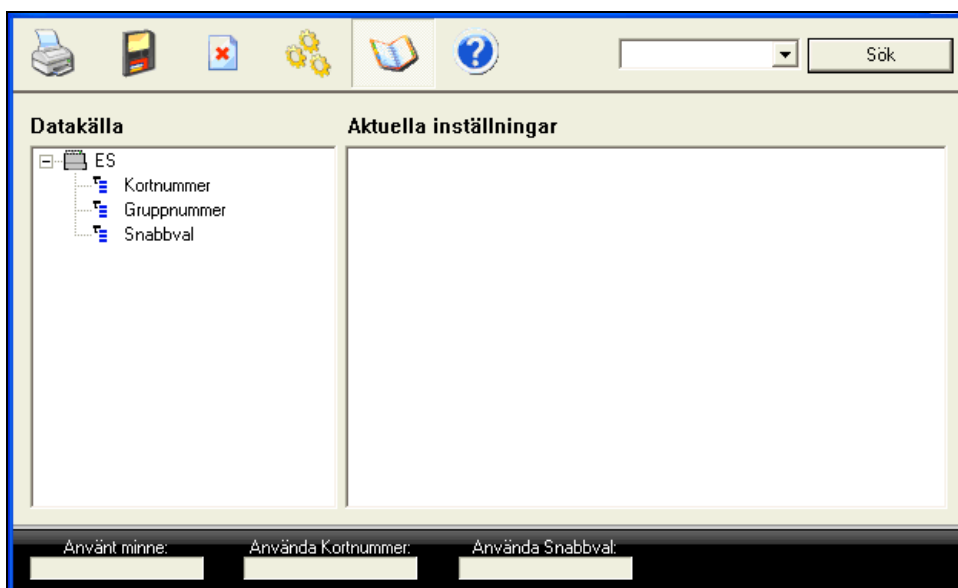 Sök
Datakälla
Aktuella inställningar
ES
Kortnummer
Gruppnummer
Snabbval
Använt minne:
Använda Kortnummer:
Använda Snabbval: